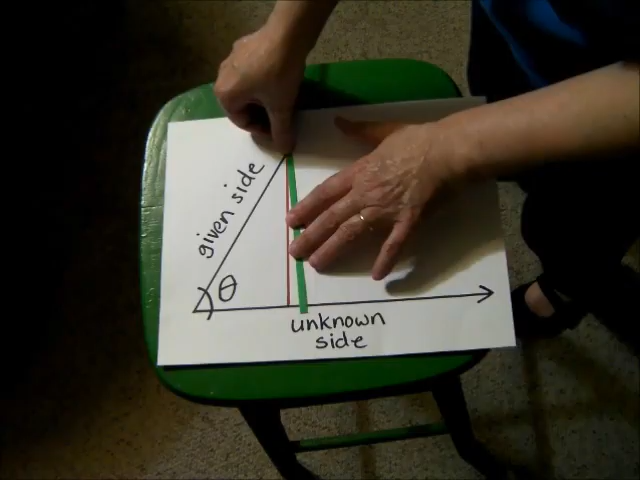 given side
θ
unknown
side